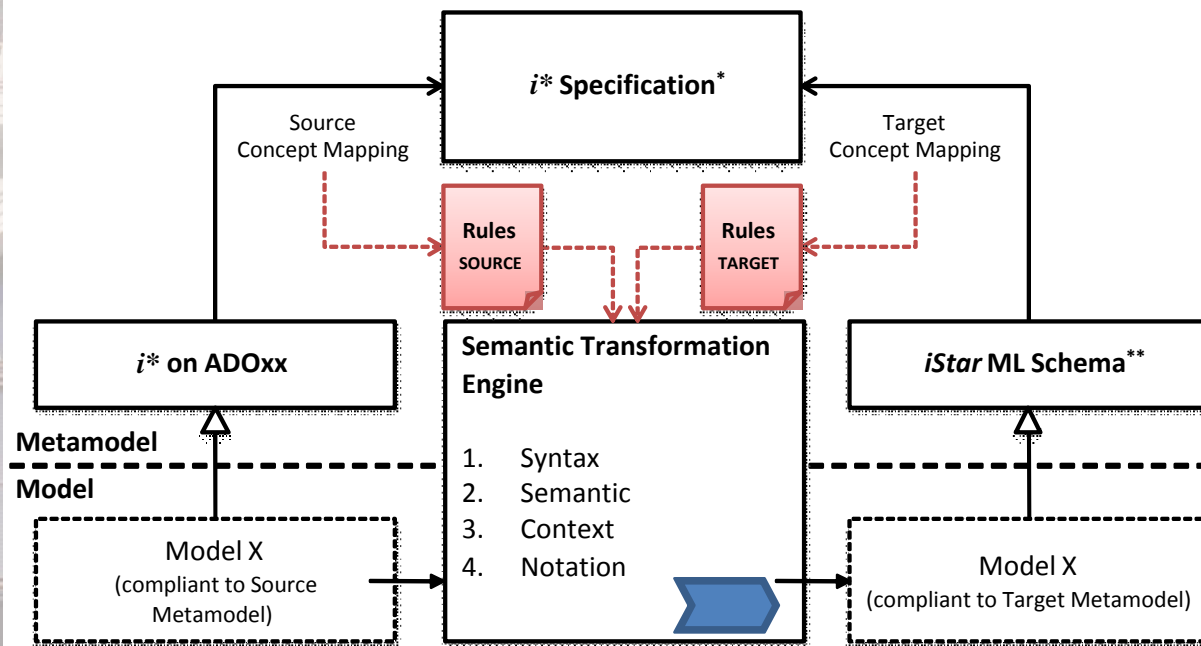 i* Specification*
Source
Concept Mapping
Target
Concept Mapping
Rules
SOURCE
Rules
TARGET
i* on ADOxx
Semantic Transformation
Engine
iStar ML Schema**
Metamodel
Model
1. Syntax
2. Semantic
3. Context
4. Notation
Model X
(compliant to Source
Metamodel)
Model X
(compliant to Target Metamodel)